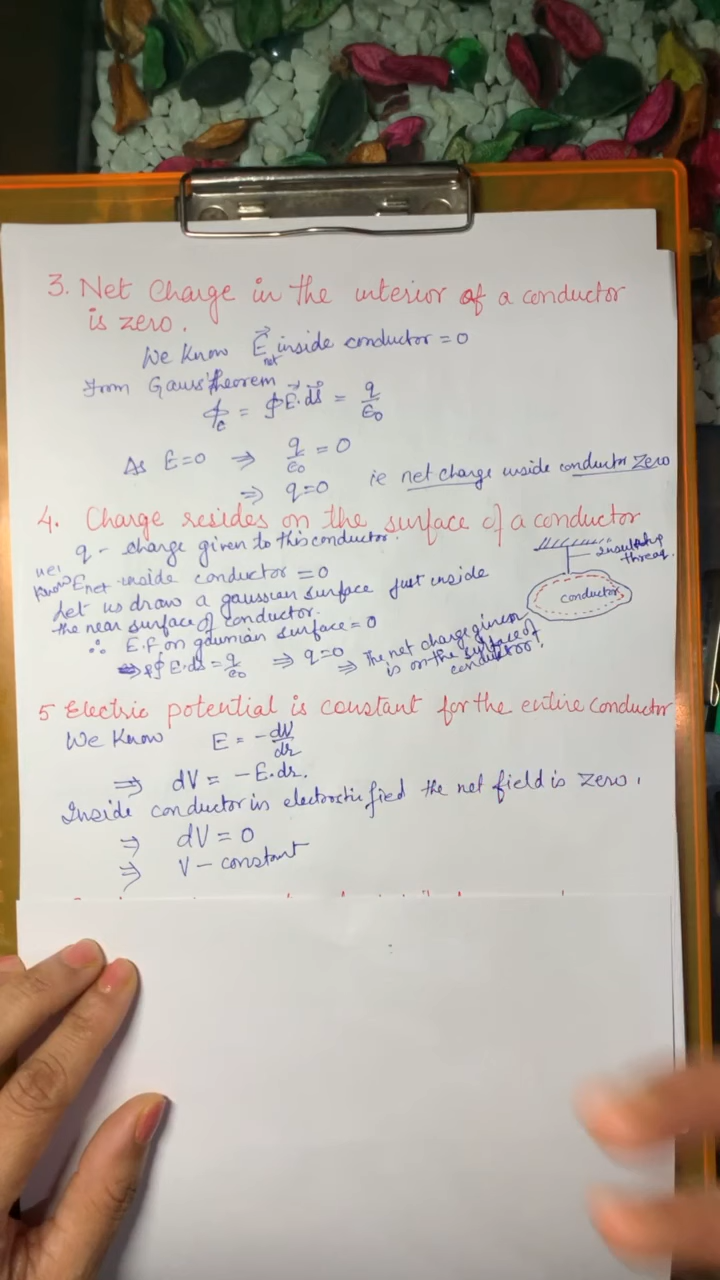 3. Net Charge in the interior of a conductor
is zero.
We know E⃗net inside conductor = 0
From Gauss' theorem
ϕe = ∮E⃗.ds⃗ = q/ε0
As E=0 ⇒ q/ε0 = 0
⇒ q=0 ie net charge inside conductor zero
4. Charge resides on the surface of a conductor
q - charge given to this conductor.
insulating
thread.
conductor
know Enet inside conductor = 0
Let us draw a gaussian surface just inside
the near surface of conductor.
∴ E.F on gaussian surface = 0
∮E.ds = q/ε0 ⇒ q=0 ⇒ The net charge given
is on the surface of
conductor.
5 Electric potential is constant for the entire conductor
We Know E = -dV/dr
⇒ dV = -E.dr.
Inside conductor in field the net field is zero.
⇒ dV = 0
⇒ V - constant